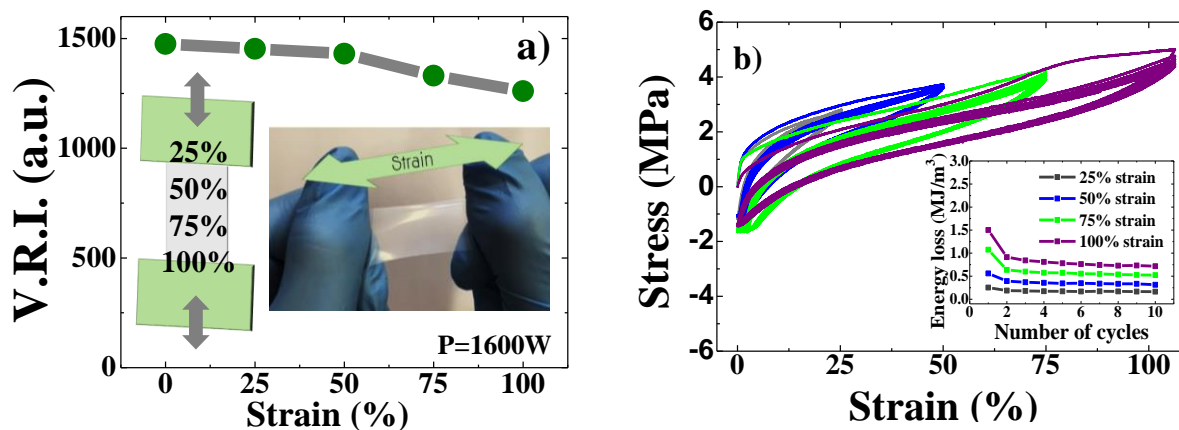 a)
V.R.I. (a.u.)
1500
1000
500
0
25%
50%
75%
100%
Strain
P=1600W
0 25 50 75 100
Strain (%)
b)
Stress (MPa)
6
4
2
0
-2
-4
-6
Energy loss (MJ/m³)
3.0
2.5
2.0
1.5
1.0
0.5
0.0
25% strain
50% strain
75% strain
100% strain
0 2 4 6 8 10
Number of cycles
0 25 50 75 100
Strain (%)